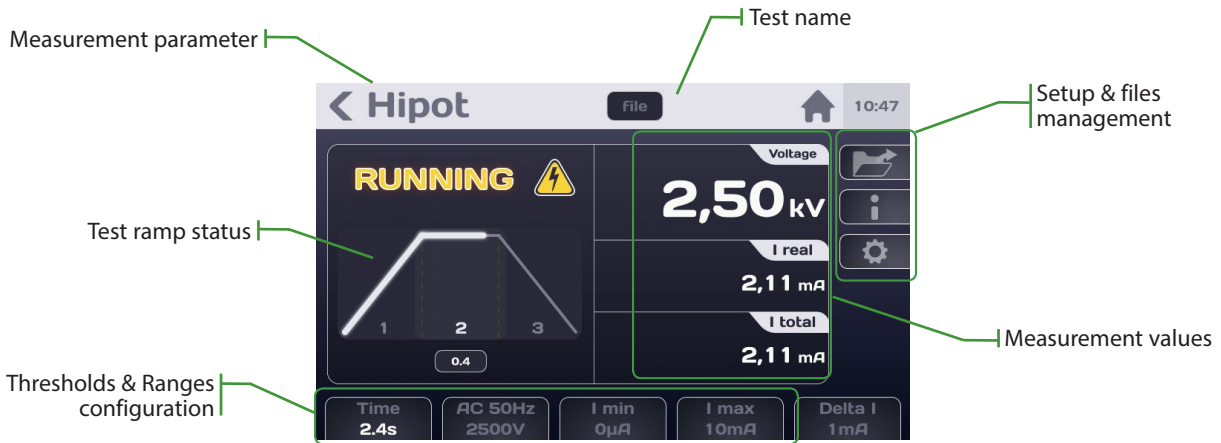 Test name
Measurement parameter
Hipot
File
10:47
Setup & files
management
Voltage
RUNNING
2,50 kV
Test ramp status
I real
2,11 mA
1 2 3
I total
Measurement values
0.4
2,11 mA
Thresholds & Ranges
configuration
Time AC 50Hz I min I max Delta I
2.4s 2500V 0µA 10mA 1mA